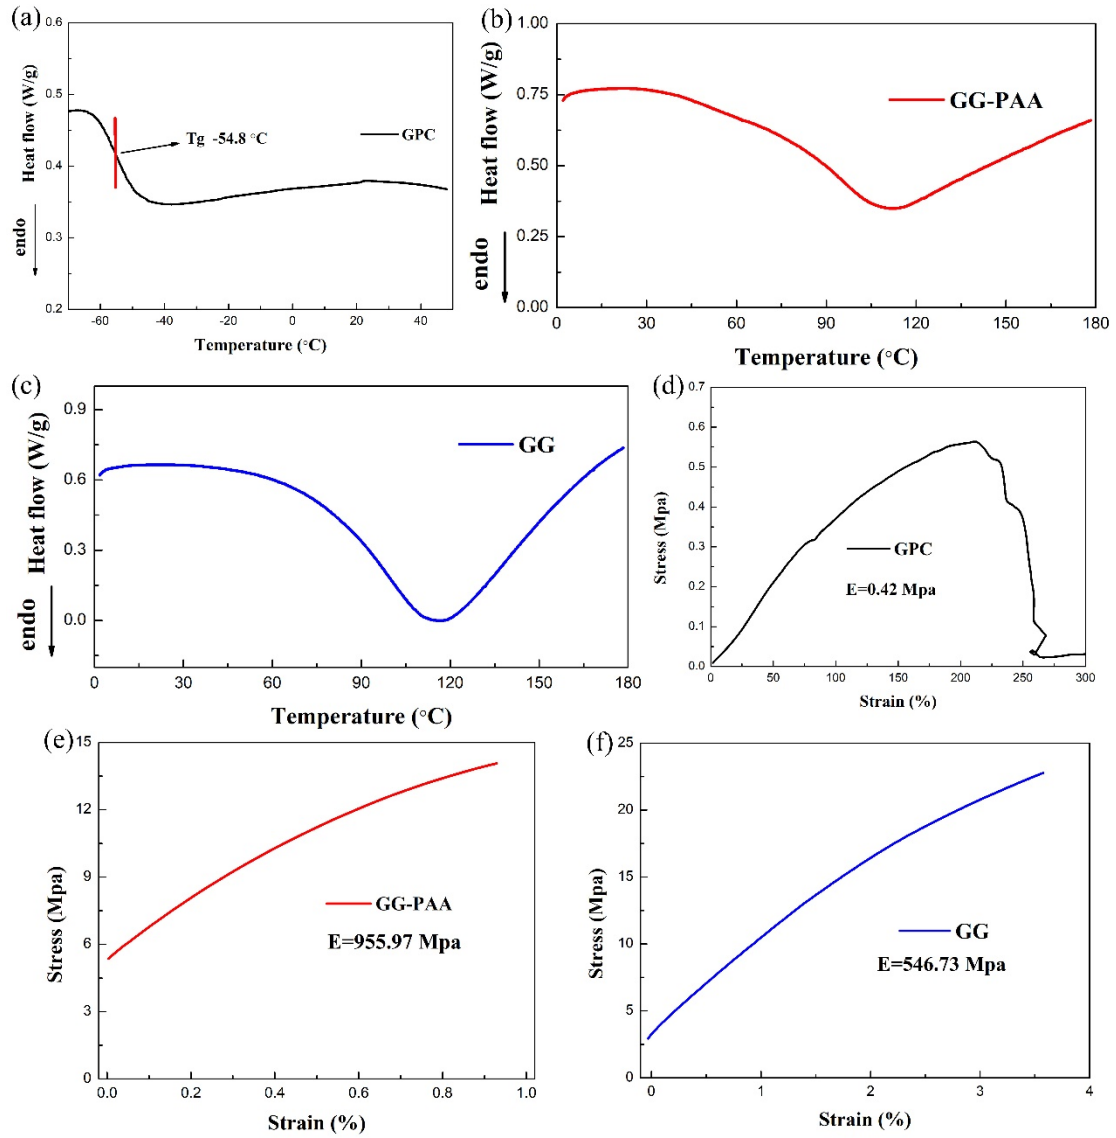 (a)
0.6
0.5
0.4
0.3
0.2
Heat flow (W/g)
endo
Tg -54.8 °C
GPC
-60 -40 -20 0 20 40
Temperature (°C)
(b)
1.00
0.75
0.50
0.25
0.00
Heat flow (W/g)
endo
GG-PAA
0 30 60 90 120 150 180
Temperature (°C)
(c)
0.9
0.6
0.3
0.0
Heat flow (W/g)
endo
GG
0 30 60 90 120 150 180
Temperature (°C)
(d)
0.7
0.6
0.5
0.4
0.3
0.2
0.1
0.0
Stress (Mpa)
GPC
E=0.42 Mpa
0 50 100 150 200 250 300
Strain (%)
(e)
15
12
9
6
3
0
Stress (Mpa)
GG-PAA
E=955.97 Mpa
0.0 0.2 0.4 0.6 0.8 1.0
Strain (%)
(f)
25
20
15
10
5
0
Stress (Mpa)
GG
E=546.73 Mpa
0 1 2 3 4
Strain (%)